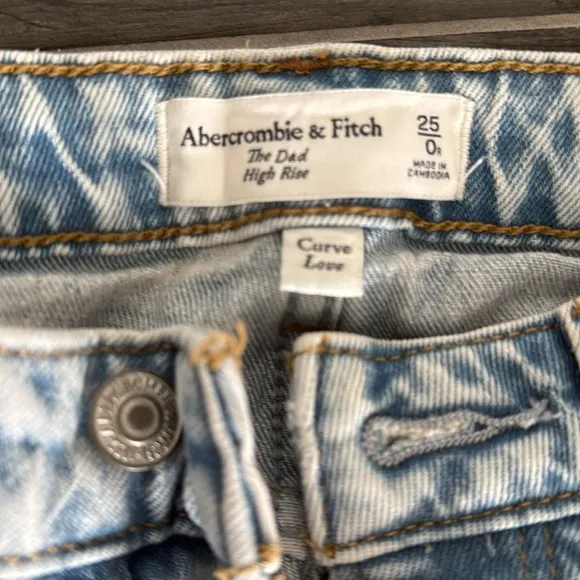 Abercrombie & Fitch
The Dad
High Rise
25
0R
MADE IN
CAMBODIA
Curve
Love